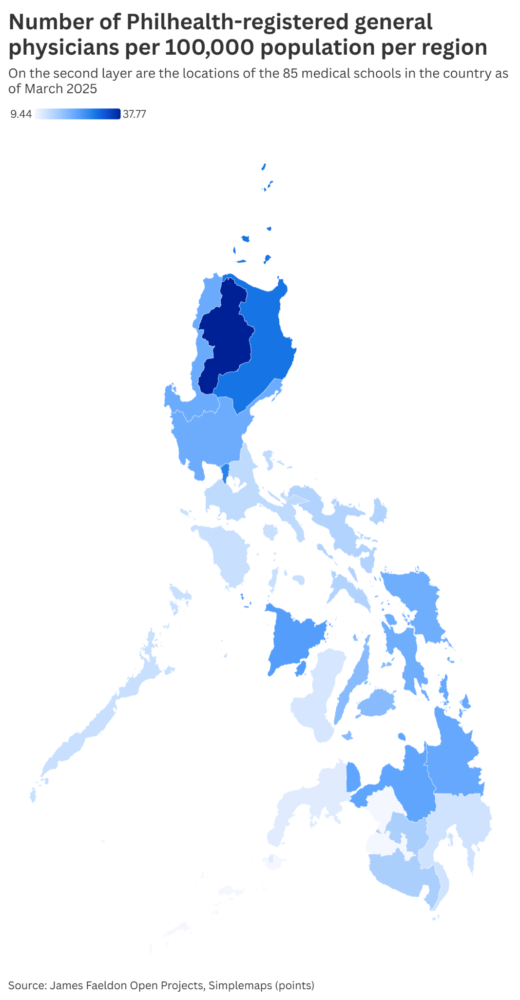 Number of Philhealth-registered general
physicians per 100,000 population per region
On the second layer are the locations of the 85 medical schools in the country as
of March 2025
9.44 37.77
Source: James Faeldon Open Projects, Simplemaps (points)